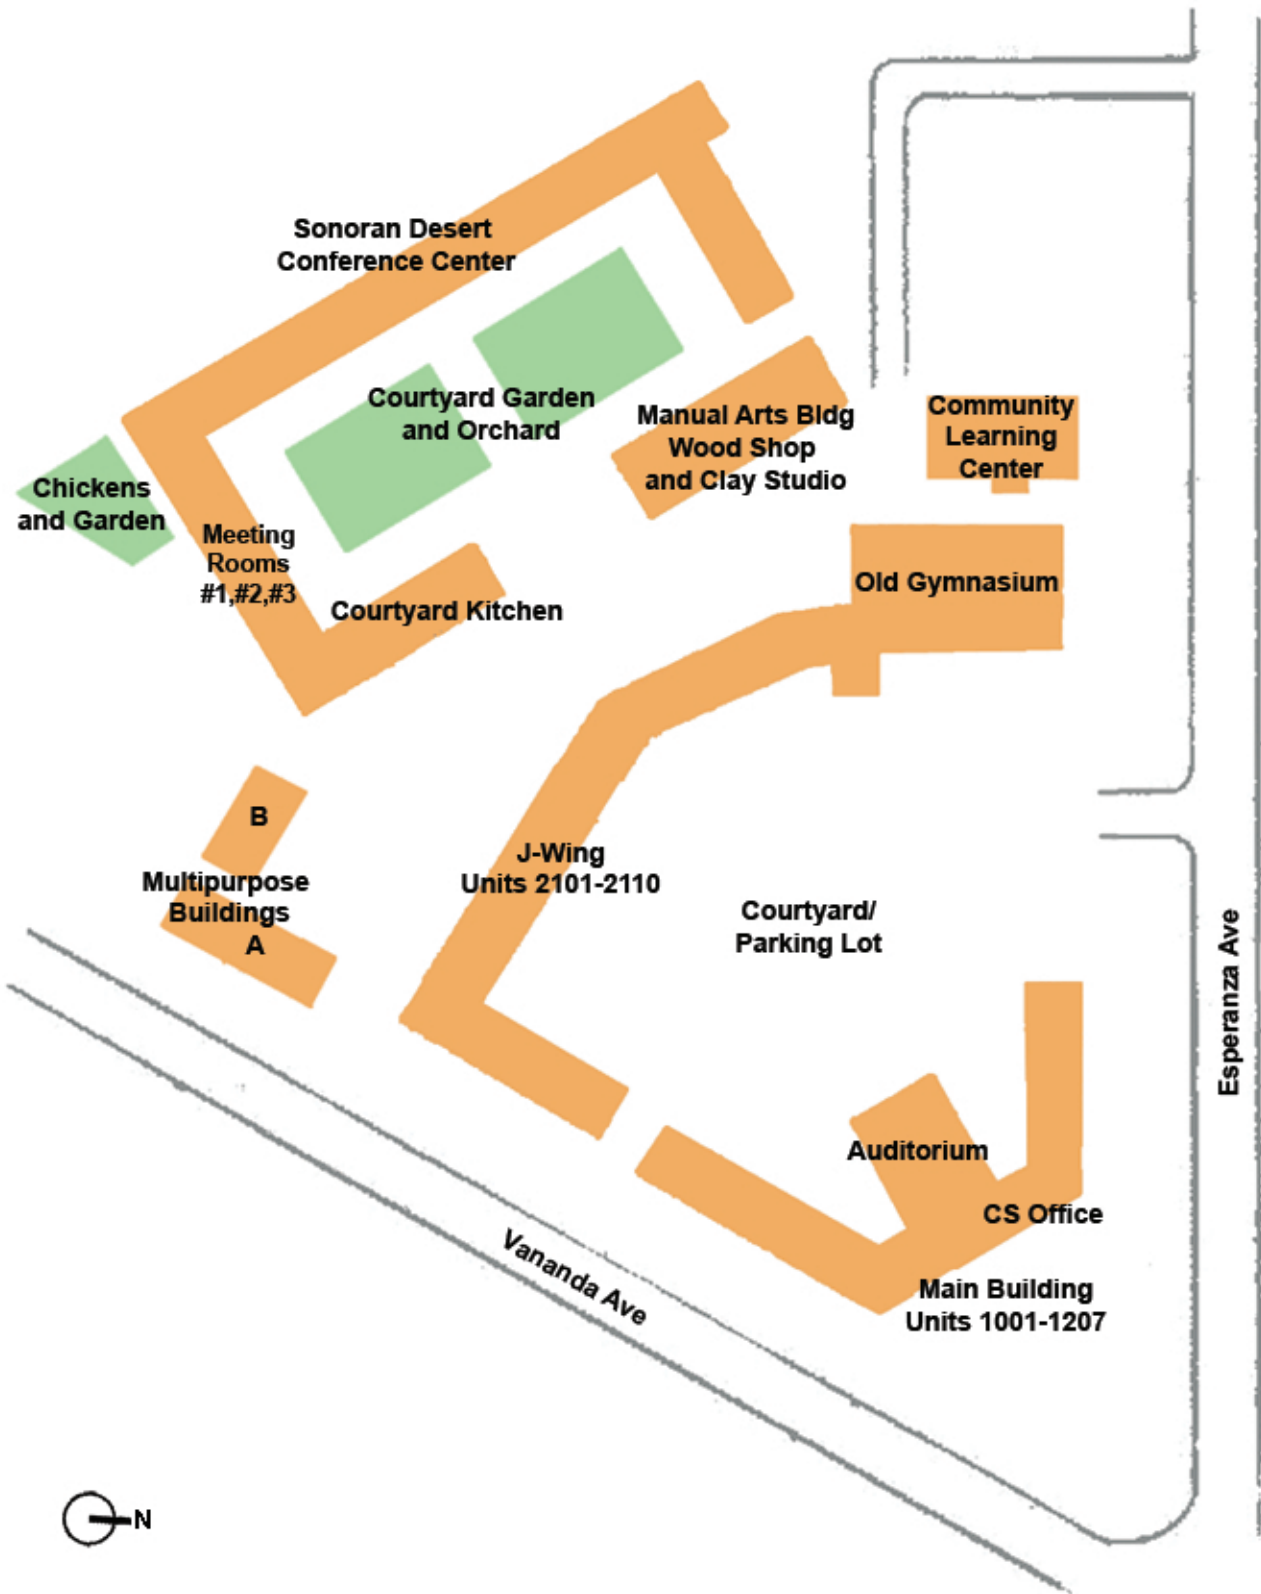 Sonoran Desert
Conference Center
Courtyard Garden
and Orchard
Manual Arts Bldg
Wood Shop
and Clay Studio
Community
Learning
Center
Chickens
and Garden
Meeting
Rooms
#1,#2,#3
Courtyard Kitchen
Old Gymnasium
B
Multipurpose
Buildings
A
J-Wing
Units 2101-2110
Courtyard/
Parking Lot
Esperanza Ave
Auditorium
CS Office
Main Building
Units 1001-1207
Vananda Ave
N